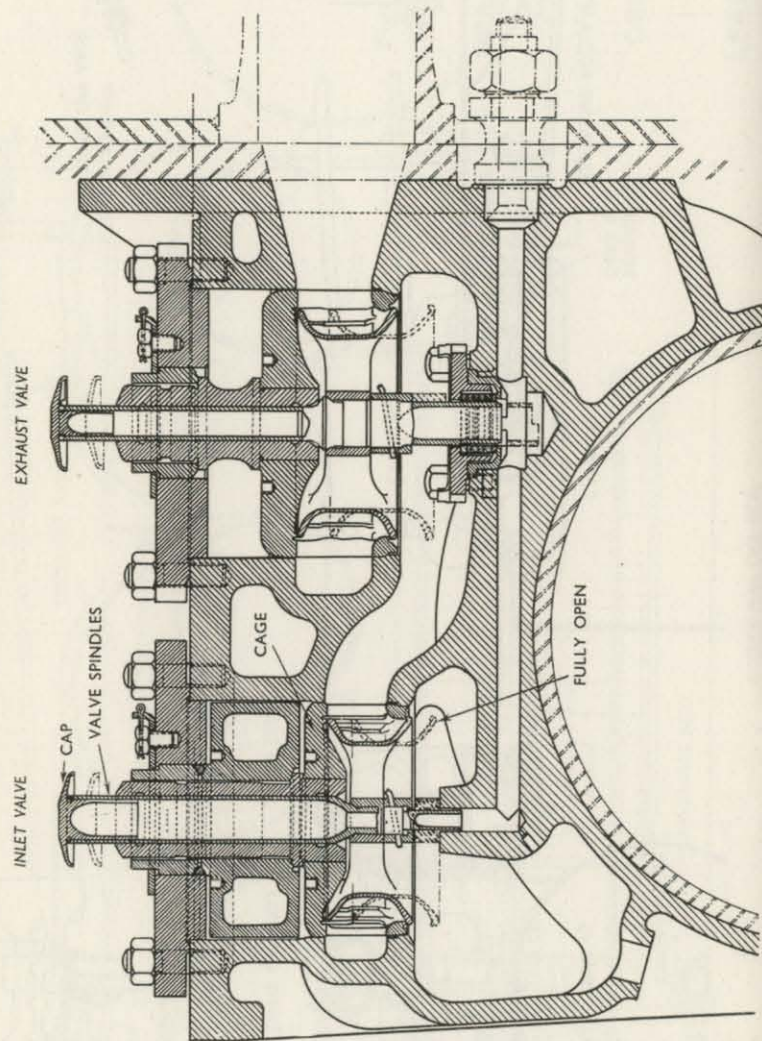 INLET VALVE
EXHAUST VALVE
CAP
VALVE SPINDLES
CAGE
FULLY OPEN